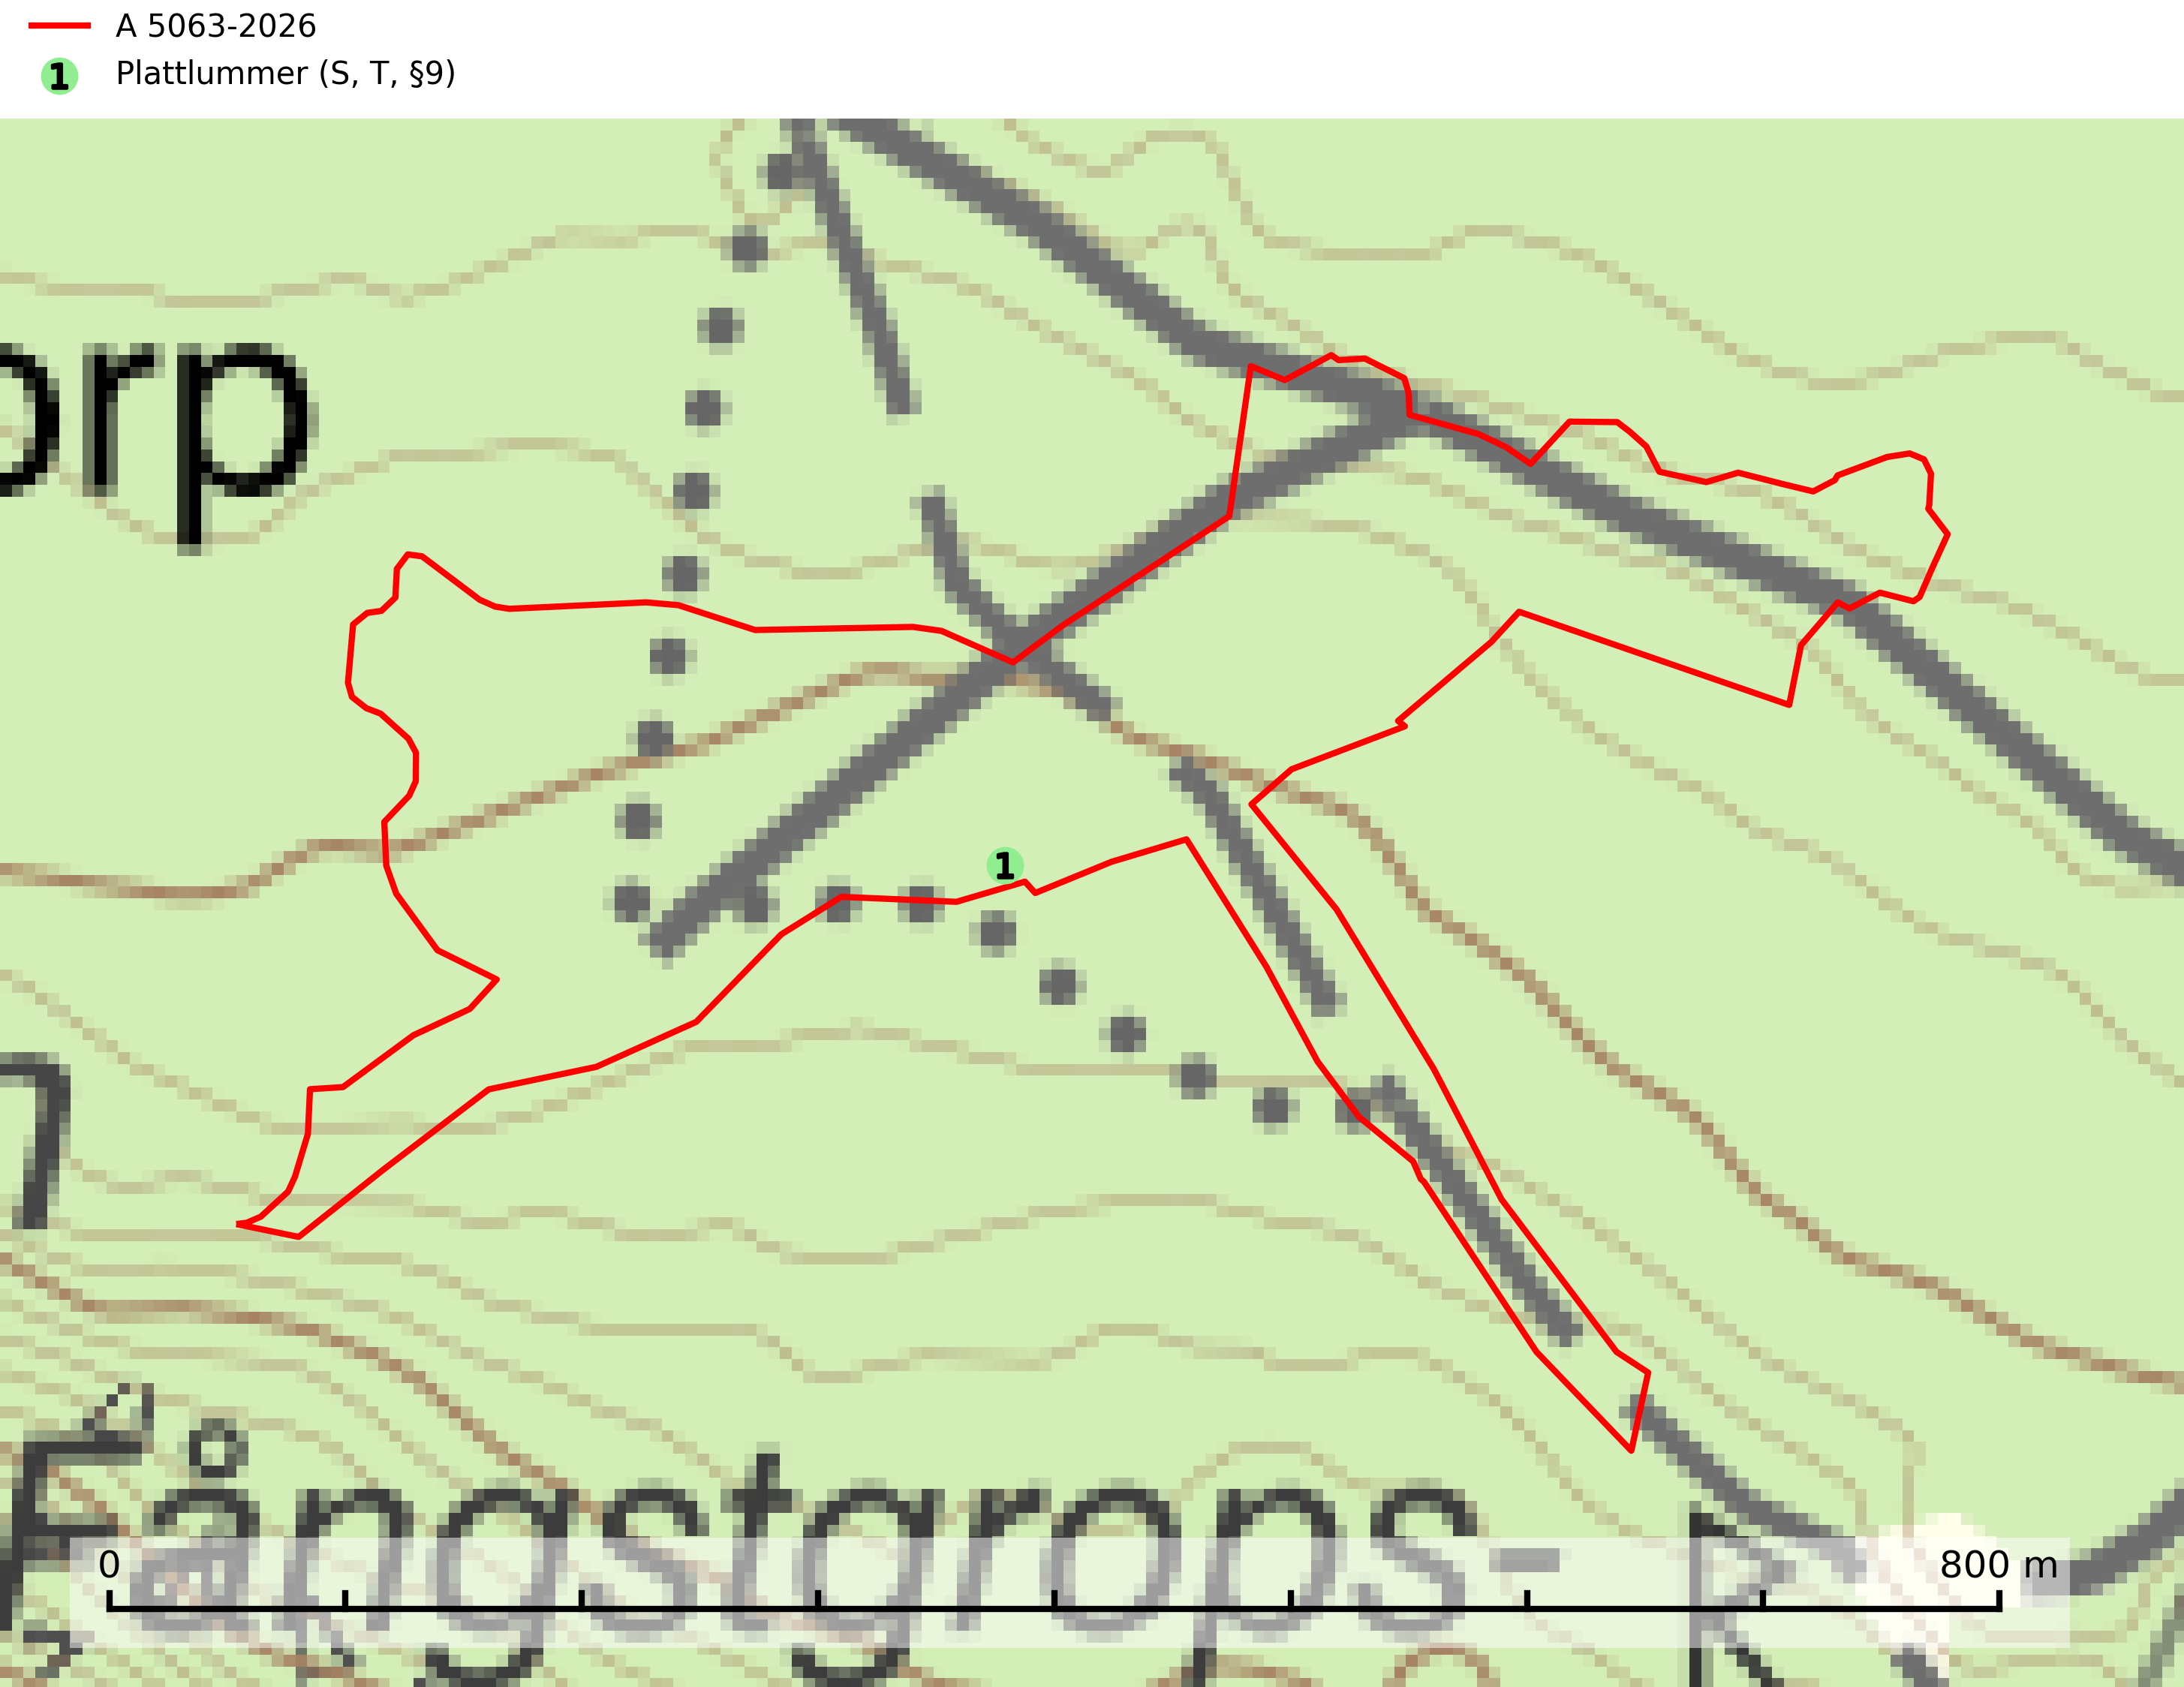 A 5063-2026
1 Plattlummer (S, T, §9)
orp
1
Fångstgrops-
0 800 m